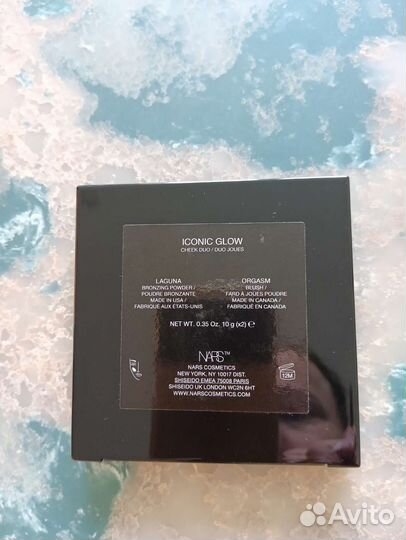 ICONIC GLOW
CHEEK DUO / DUO JOUES
LAGUNA
BRONZING POWDER /
POUDRE BRONZANTE
MADE IN USA /
FABRIQUÉ AUX ÉTATS-UNIS
ORGASM
BLUSH /
FARD À JOUES POUDRE
MADE IN CANADA /
FABRIQUÉ EN CANADA
NET WT. 0.35 Oz. 10 g (x2) ℮
NARS™
NARS COSMETICS
NEW YORK, NY 10017 DIST.
SHISEIDO EMEA 75008 PARIS
SHISEIDO UK LONDON WC2N 6HT
WWW.NARSCOSMETICS.COM
12M
Avito